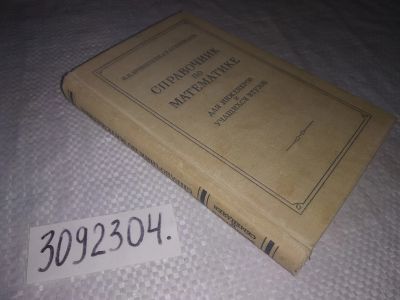 СПРАВОЧНИК
ПО
МАТЕМАТИКЕ
ДЛЯ ИНЖЕНЕРОВ
И
УЧАЩИХСЯ ВТУЗОВ
3092304.